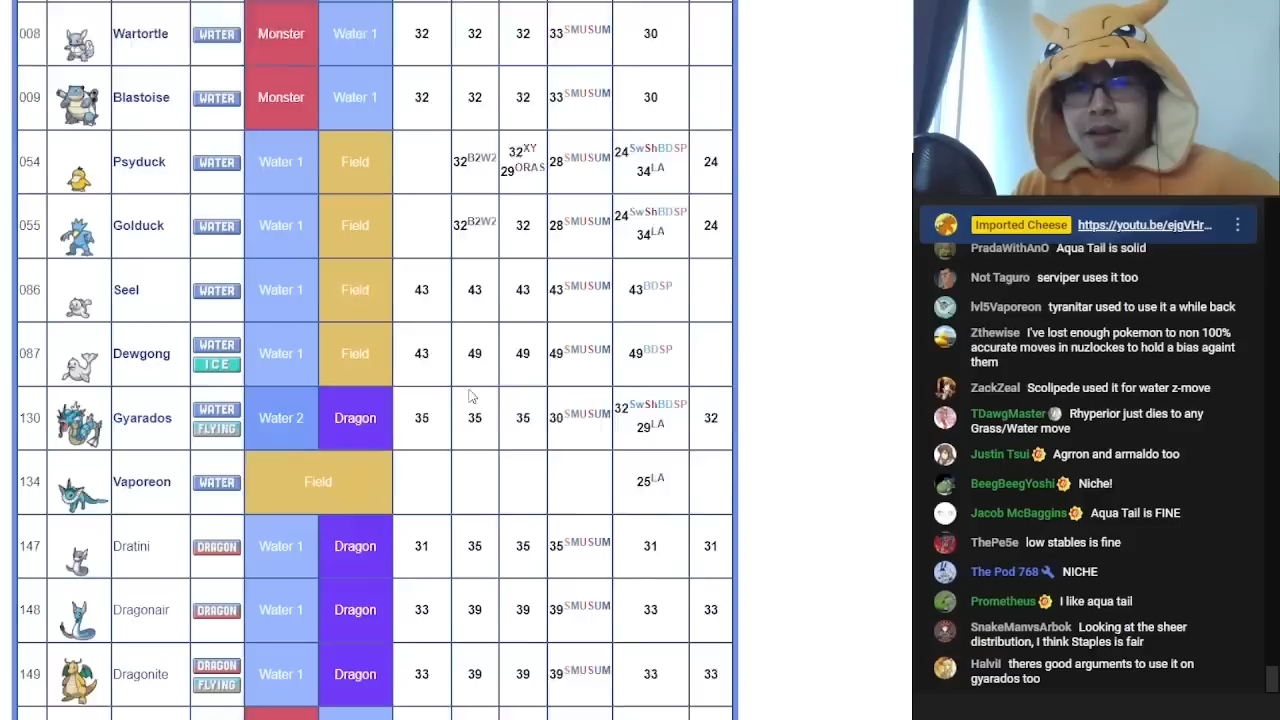 008 Wartortle WATER Monster Water 1 32 32 32 33SMUSUM 30
009 Blastoise WATER Monster Water 1 32 32 32 33SMUSUM 30
054 Psyduck WATER Water 1 Field 32B2W2 32XY 29ORAS 28SMUSUM 24SwShBDSP 34LA 24
055 Golduck WATER Water 1 Field 32B2W2 32 28SMUSUM 24SwShBDSP 34LA 24
086 Seel WATER Water 1 Field 43 43 43 43SMUSUM 43BDSP
087 Dewgong WATER ICE Water 1 Field 43 49 49 49SMUSUM 49BDSP
130 Gyarados WATER FLYING Water 2 Dragon 35 35 35 30SMUSUM 32SwShBDSP 29LA 32
134 Vaporeon WATER Field 25LA
147 Dratini DRAGON Water 1 Dragon 31 35 35 35SMUSUM 31 31
148 Dragonair DRAGON Water 1 Dragon 33 39 39 39SMUSUM 33 33
149 Dragonite DRAGON FLYING Water 1 Dragon 33 39 39 39SMUSUM 33 33
Imported Cheese https://youtu.be/ejgVHr...
PradaWithAnO Aqua Tail is solid
Not Taguro serviper uses it too
lvl5Vaporeon tyranitar used to use it a while back
Zthewise I've lost enough pokemon to non 100%
accurate moves in nuzlockes to hold a bias againt
them
ZackZeal Scolipede used it for water z-move
TDawgMaster Rhyperior just dies to any
Grass/Water move
Justin Tsui Agrron and armaldo too
BeegBeegYoshi Niche!
Jacob McBaggins Aqua Tail is FINE
ThePe5e low stables is fine
The Pod 768 NICHE
Prometheus I like aqua tail
SnakeManvsArbok Looking at the sheer
distribution, I think Staples is fair
Halvil theres good arguments to use it on
gyarados too